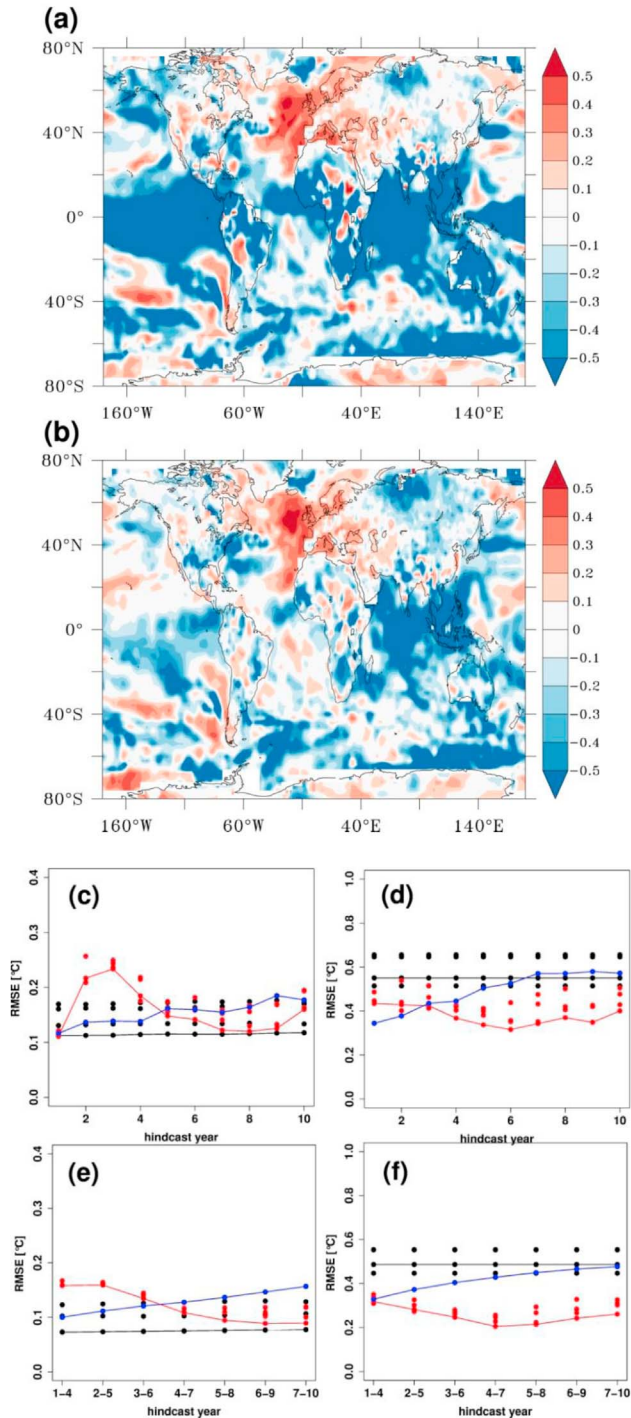 (a)
80°N
40°N
0°
40°S
80°S
160°W 60°W 40°E 140°E
0.5
0.4
0.3
0.2
0.1
0
-0.1
-0.2
-0.3
-0.4
-0.5
(b)
80°N
40°N
0°
40°S
80°S
160°W 60°W 40°E 140°E
0.5
0.4
0.3
0.2
0.1
0
-0.1
-0.2
-0.3
-0.4
-0.5
(c)
RMSE [°C]
0.4
0.3
0.2
0.1
0.0
2 4 6 8 10
hindcast year
(d)
RMSE [°C]
1.0
0.8
0.6
0.4
0.2
0.0
2 4 6 8 10
hindcast year
(e)
RMSE [°C]
0.4
0.3
0.2
0.1
0.0
1-4 2-5 3-6 4-7 5-8 6-9 7-10
hindcast year
(f)
RMSE [°C]
1.0
0.8
0.6
0.4
0.2
0.0
1-4 2-5 3-6 4-7 5-8 6-9 7-10
hindcast year